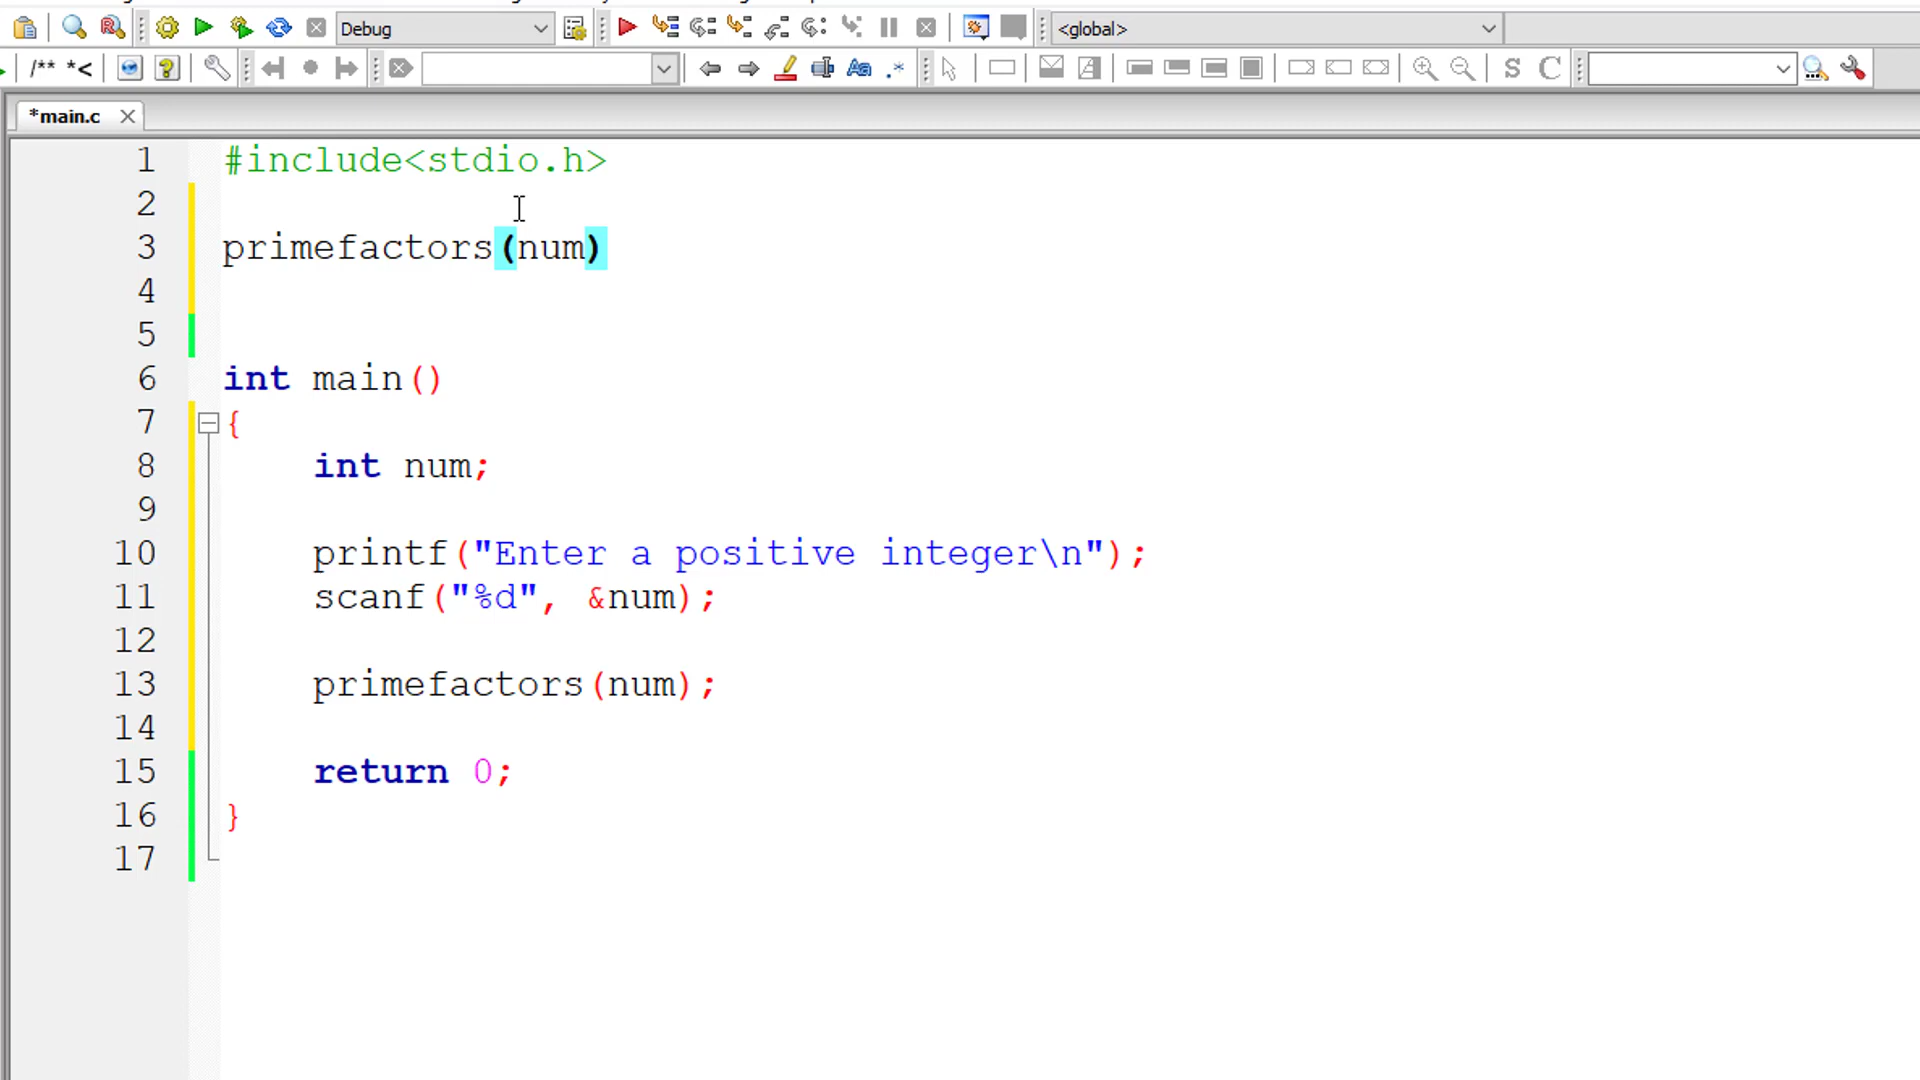 Debug
<global>
/** *<
Aa
.*
S
C
*main.c
1 #include<stdio.h>
2
3 primefactors(num)
4
5
6 int main()
7 {
8 int num;
9
10 printf("Enter a positive integer\n");
11 scanf("%d", &num);
12
13 primefactors(num);
14
15 return 0;
16 }
17